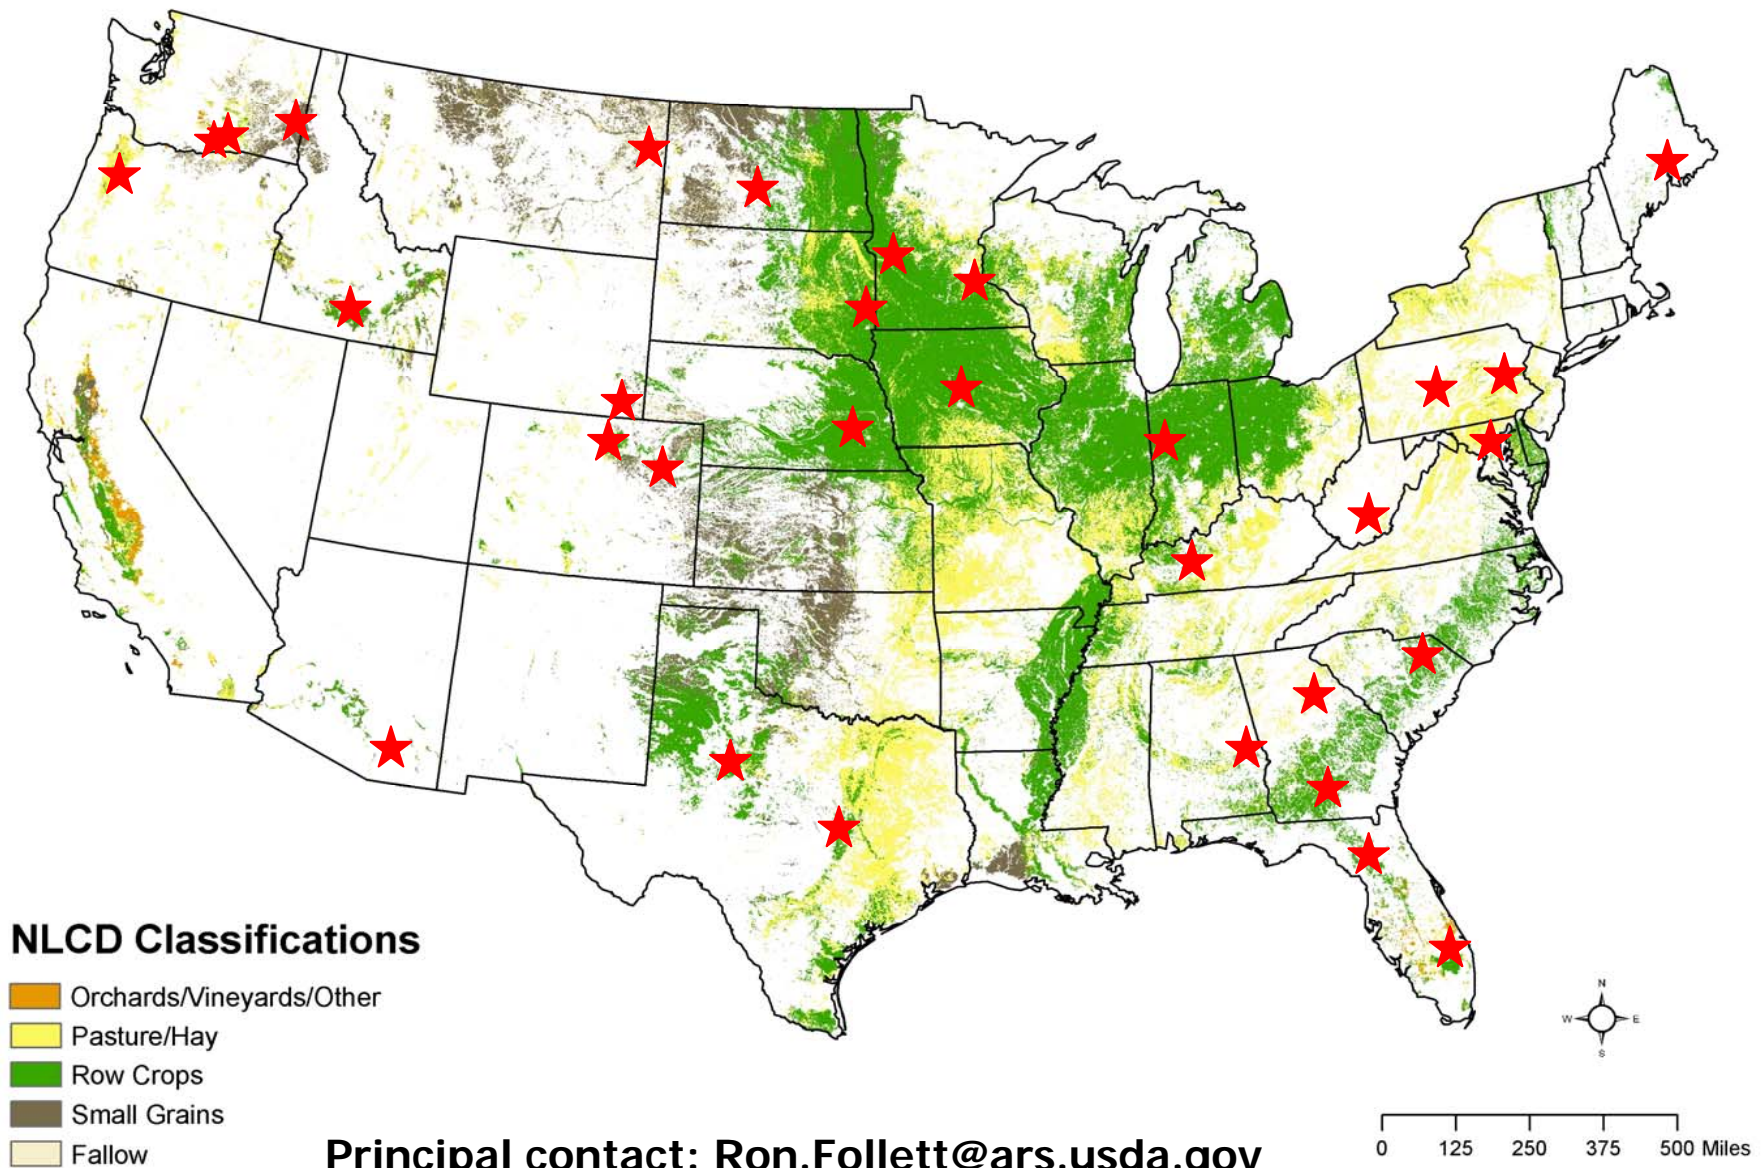 NLCD Classifications
Orchards/Vineyards/Other
Pasture/Hay
Row Crops
Small Grains
Fallow
Principal contact: Ron.Follett@ars.usda.gov
N
W E
S
0 125 250 375 500 Miles